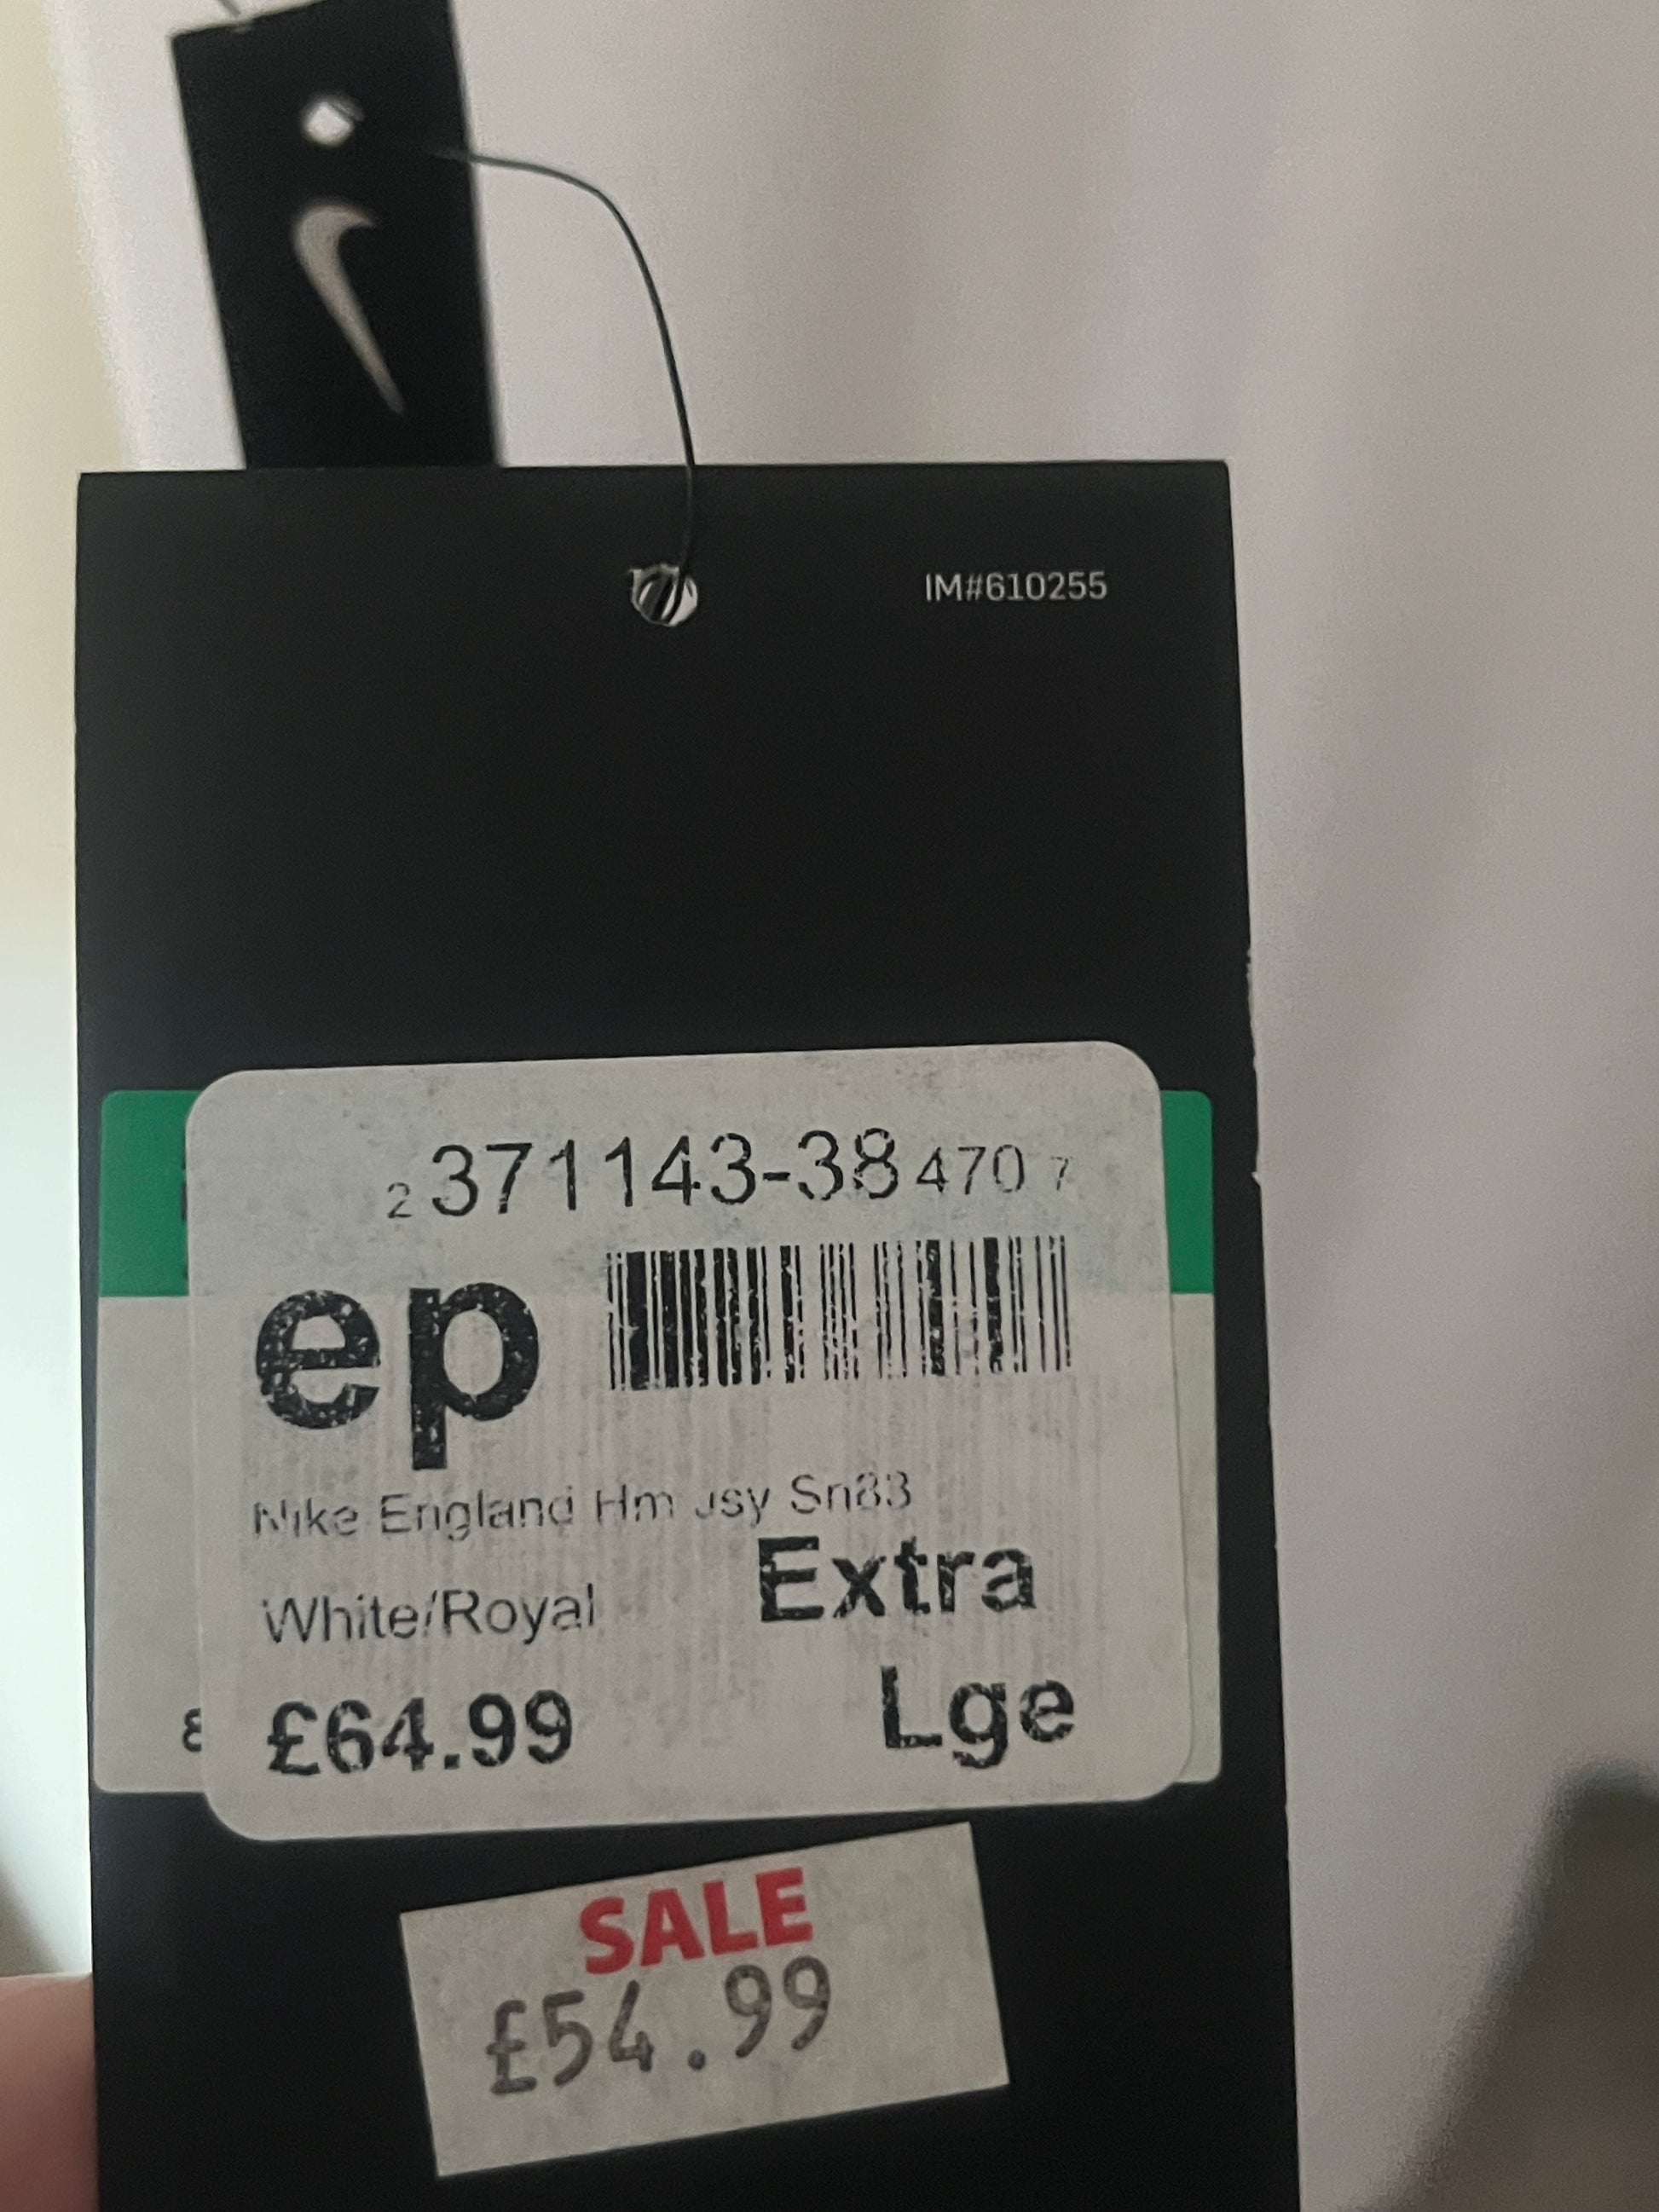 IM#610255
2 371143-38 470 7
ep
Nike England Hm Jsy Sn83
White/Royal
Extra
Lge
£64.99
SALE
£54.99